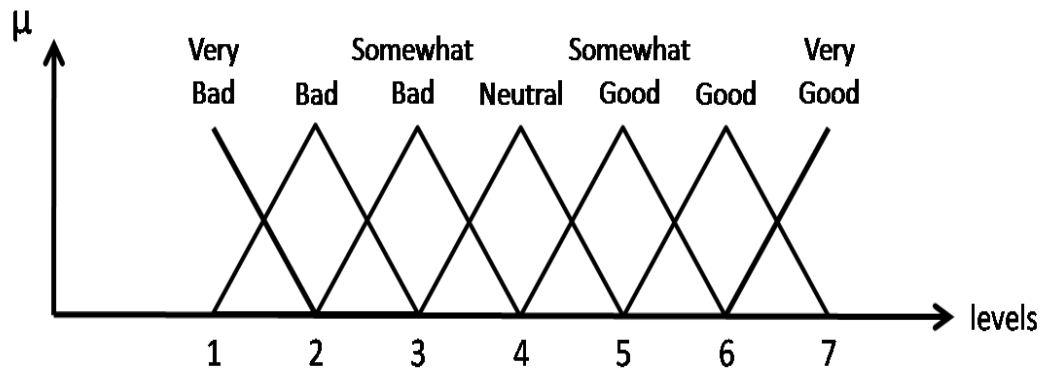 μ
Very Bad
Bad
Somewhat Bad
Neutral
Somewhat Good
Good
Very Good
levels
1 2 3 4 5 6 7